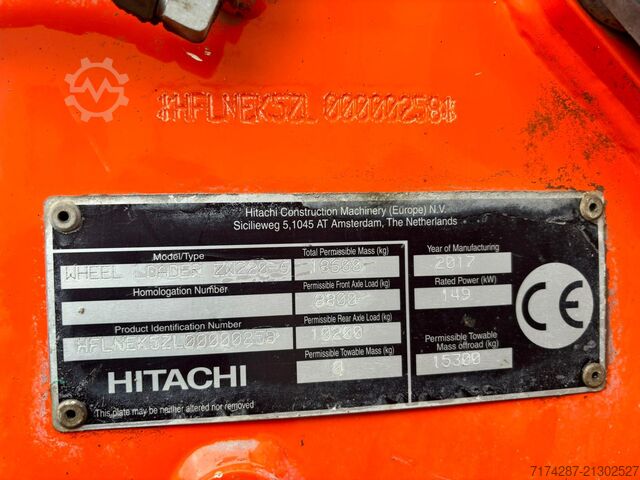 *HFLNEK5ZL00000258*
Hitachi Construction Machinery (Europe) N.V.
Sicilieweg 5,1045 AT Amsterdam, The Netherlands
Model/Type
WHEEL LOADER ZW220-6
Total Permissible Mass (kg)
Year of Manufacturing
2017
Homologation Number
Permissible Front Axle Load (kg)
8800
Rated Power (kW)
149
Product Identification Number
HFLNEK5ZL00000258
Permissible Rear Axle Load (kg)
10200
Permissible Towable Mass offroad (kg)
15300
HITACHI
Permissible Towable Mass (kg)
0
CE
This plate may be neither altered nor removed
7174287-21302527